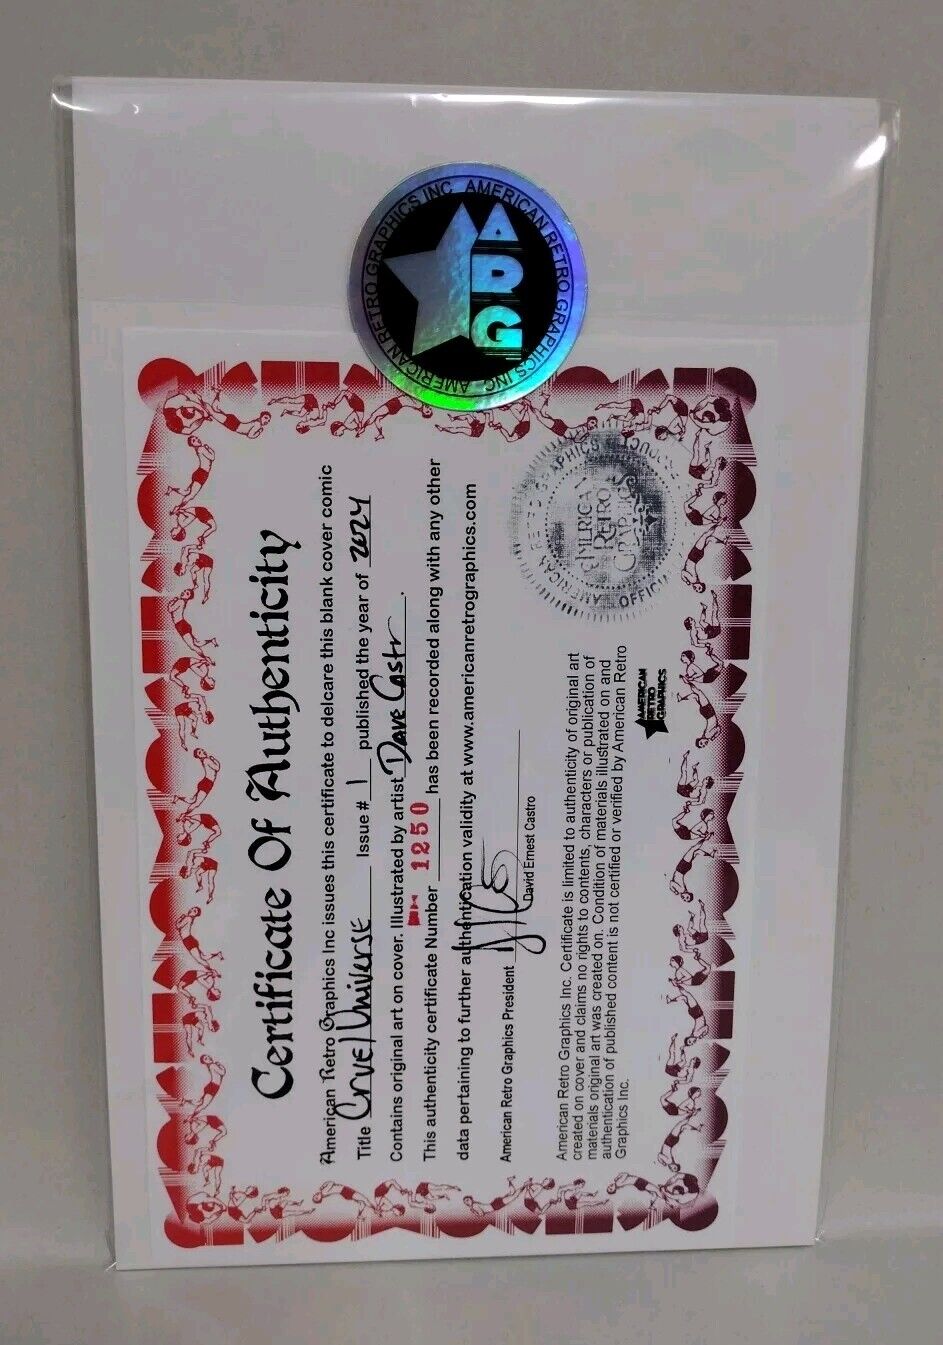 AMERICAN RETRO GRAPHICS INC. AMERICAN RETRO GRAPHICS INC.
ARG
Certificate Of Authenticity
American Retro Graphics Inc issues this certificate to delcare this blank cover comic
Title Cruel Universe Issue # 1 published the year of 2024
Contains original art on cover. Illustrated by artist Dave Castro.
This authenticity certificate Number 1250 has been recorded along with any other
data pertaining to further authentication validity at www.americanretrographics.com
American Retro Graphics President
David Ernest Castro
American Retro Graphics Inc. Certificate is limited to authenticity of original art
created on cover and claims no rights to contents, characters or publication of
materials original art was created on. Condition of materials illustrated on and
authentication of published content is not certified or verified by American Retro
Graphics Inc.
AMERICAN
RETRO
GRAPHICS
AMERICAN
RETRO
GRAPHICS